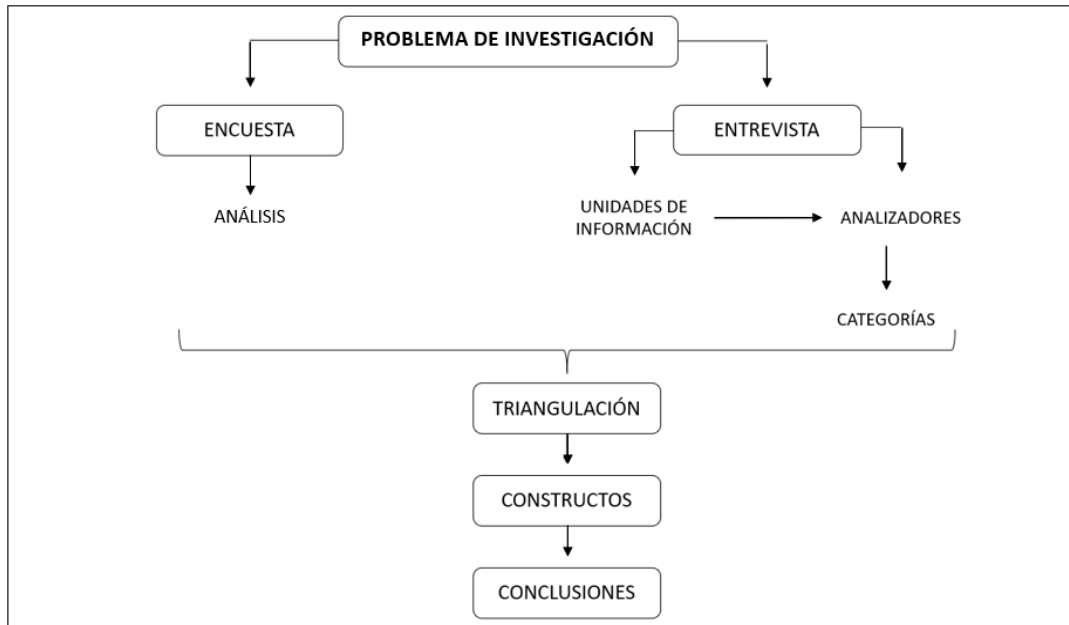 PROBLEMA DE INVESTIGACIÓN
ENCUESTA
ENTREVISTA
ANÁLISIS
UNIDADES DE
INFORMACIÓN
ANALIZADORES
CATEGORÍAS
TRIANGULACIÓN
CONSTRUCTOS
CONCLUSIONES